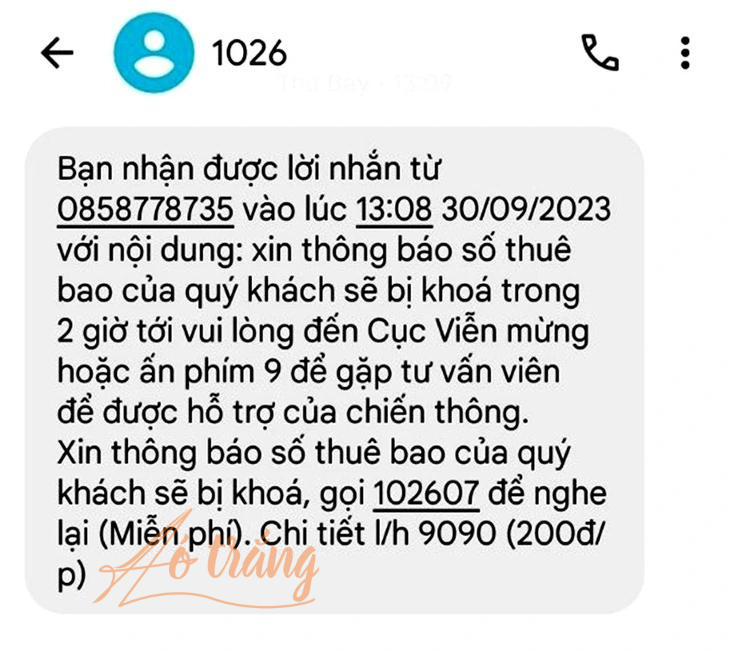 1026
Bạn nhận được lời nhắn từ
0858778735 vào lúc 13:08 30/09/2023
với nội dung: xin thông báo số thuê
bao của quý khách sẽ bị khoá trong
2 giờ tới vui lòng đến Cục Viễn mừng
hoặc ấn phím 9 để gặp tư vấn viên
để được hỗ trợ của chiến thông.
Xin thông báo số thuê bao của quý
khách sẽ bị khoá, gọi 102607 để nghe
lại (Miễn phí). Chi tiết l/h 9090 (200đ/
p)
Áo trắng